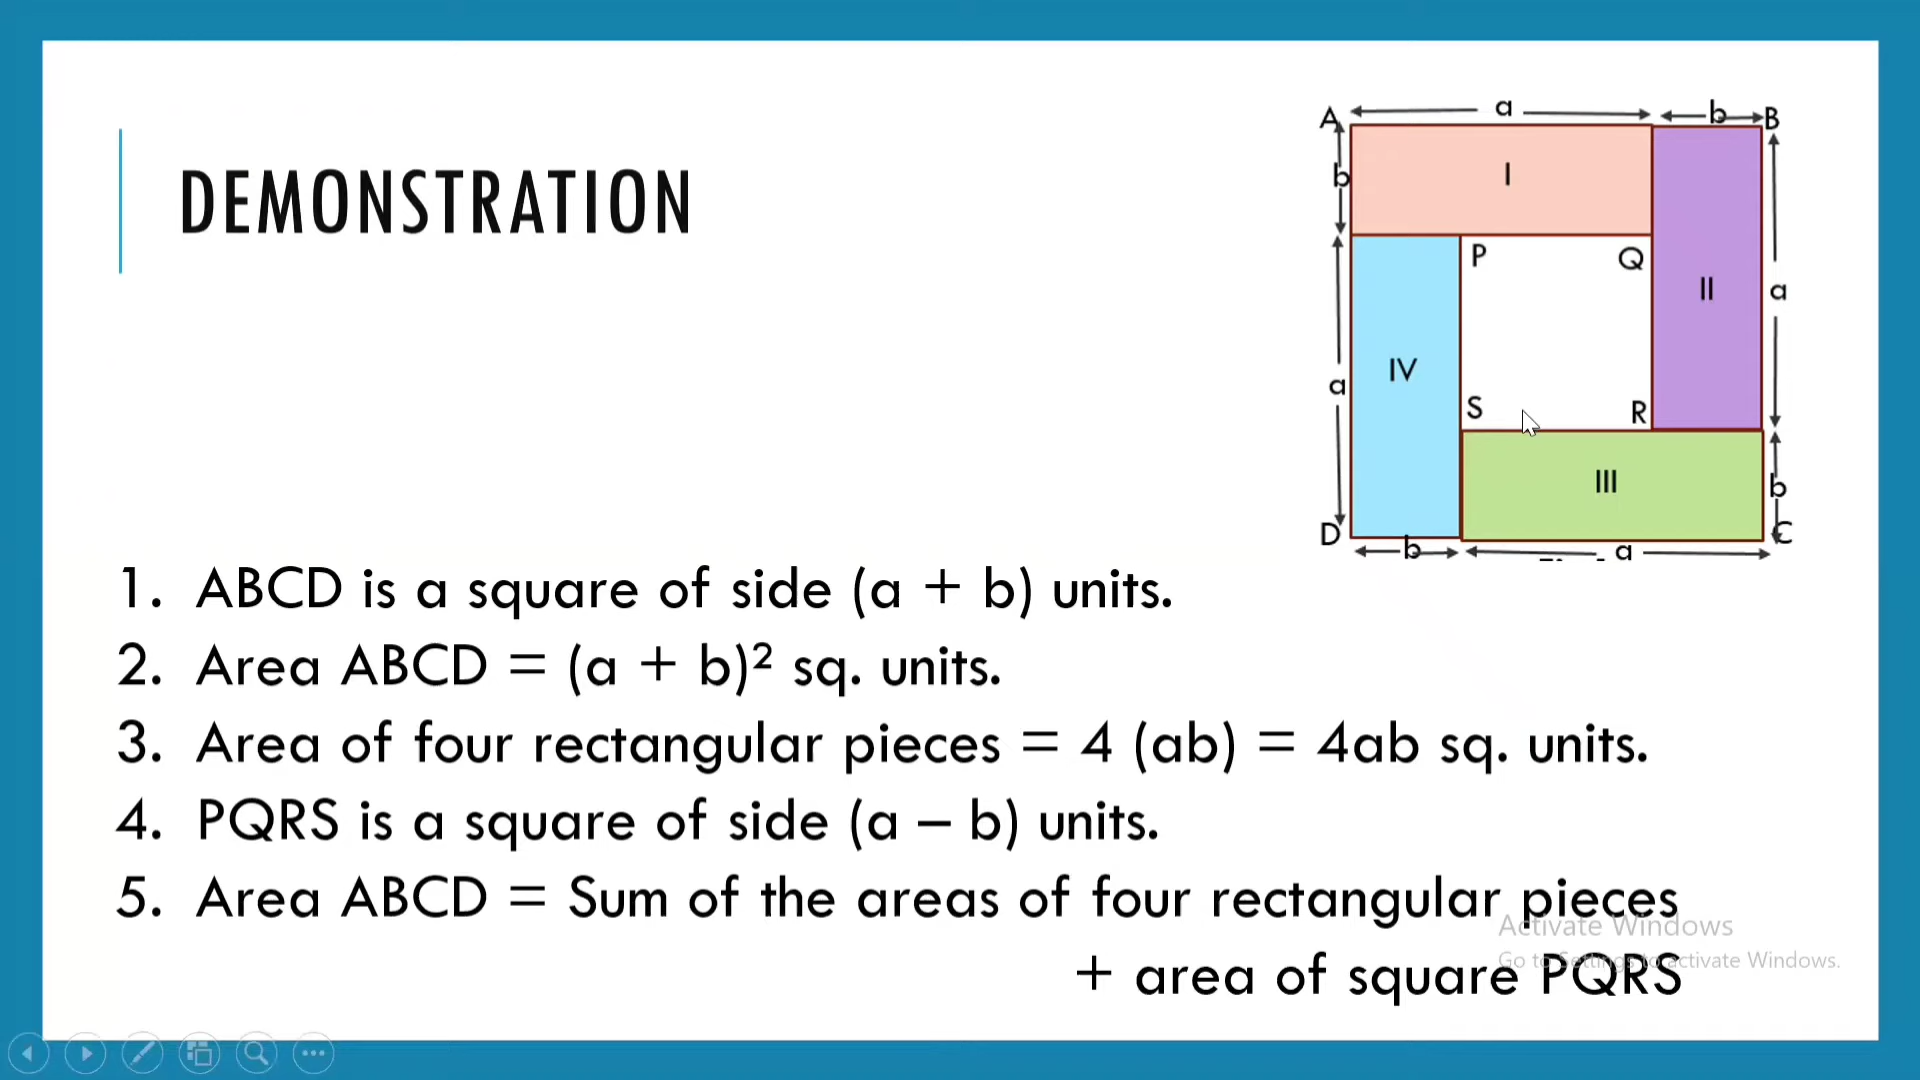 DEMONSTRATION
A a b B
b I
P Q II a
IV
a S R
III b
D C
b a
1. ABCD is a square of side (a + b) units.
2. Area ABCD = (a + b)² sq. units.
3. Area of four rectangular pieces = 4 (ab) = 4ab sq. units.
4. PQRS is a square of side (a – b) units.
5. Area ABCD = Sum of the areas of four rectangular pieces
+ area of square PQRS
Activate Windows
Go to Settings to activate Windows.